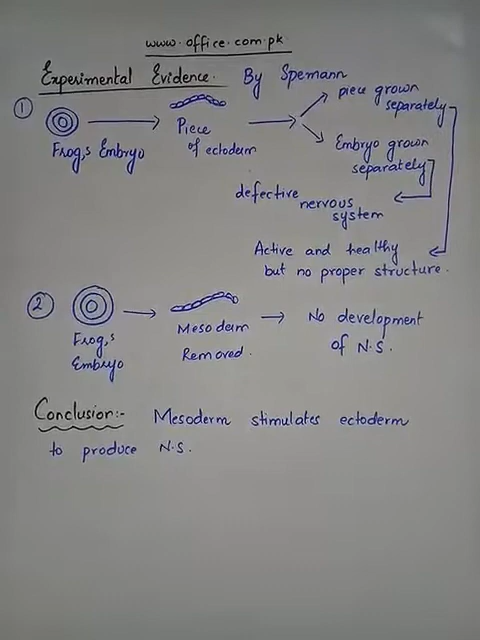 www.office.com.pk
Experimental Evidence. By Spemann
1
Frog,s Embryo
Piece
of ectoderm
piece grown
separately
Embryo grown
separately
defective
nervous
system
Active and healthy
but no proper structure.
2
Frog,s
Embryo
Mesoderm
Removed.
No development
of N.S.
Conclusion:- Mesoderm stimulates ectoderm
to produce N.S.